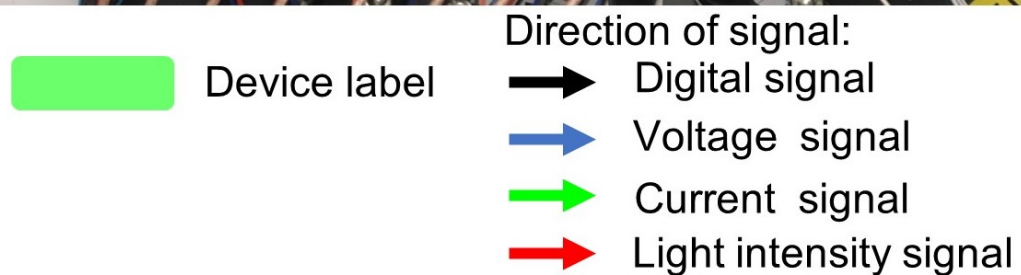 Direction of signal:
Device label
Digital signal
Voltage signal
Current signal
Light intensity signal